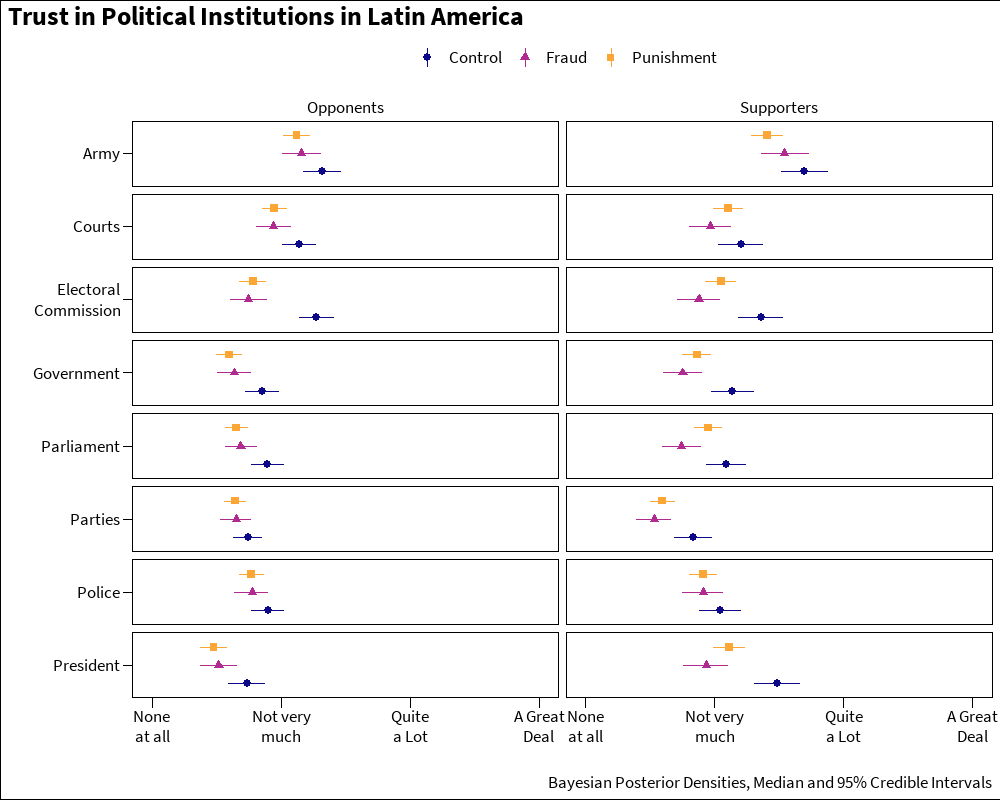 Trust in Political Institutions in Latin America
Control Fraud Punishment
Opponents Supporters
Army
Courts
Electoral
Commission
Government
Parliament
Parties
Police
President
None Not very Quite A Great None Not very Quite A Great
at all much a Lot Deal at all much a Lot Deal
Bayesian Posterior Densities, Median and 95% Credible Intervals